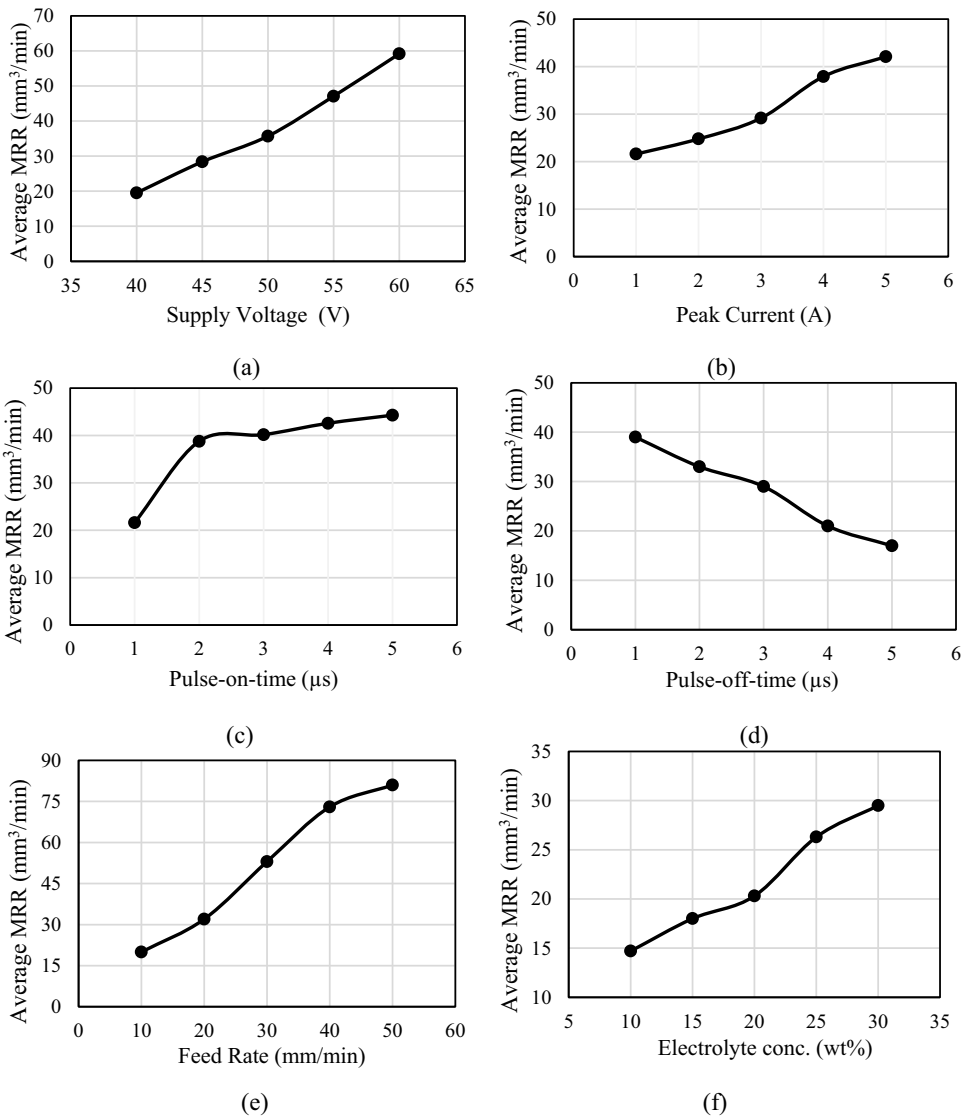 70
60
50
40
30
20
10
0
35 40 45 50 55 60 65
Average MRR (mm³/min)
Supply Voltage (V)
(a)
50
40
30
20
10
0
0 1 2 3 4 5 6
Average MRR (mm³/min)
Peak Current (A)
(b)
50
40
30
20
10
0
0 1 2 3 4 5 6
Average MRR (mm³/min)
Pulse-on-time (µs)
(c)
50
40
30
20
10
0
0 1 2 3 4 5 6
Average MRR (mm³/min)
Pulse-off-time (µs)
(d)
90
75
60
45
30
15
0
0 10 20 30 40 50 60
Average MRR (mm³/min)
Feed Rate (mm/min)
(e)
35
30
25
20
15
10
5 10 15 20 25 30 35
Average MRR (mm³/min)
Electrolyte conc. (wt%)
(f)